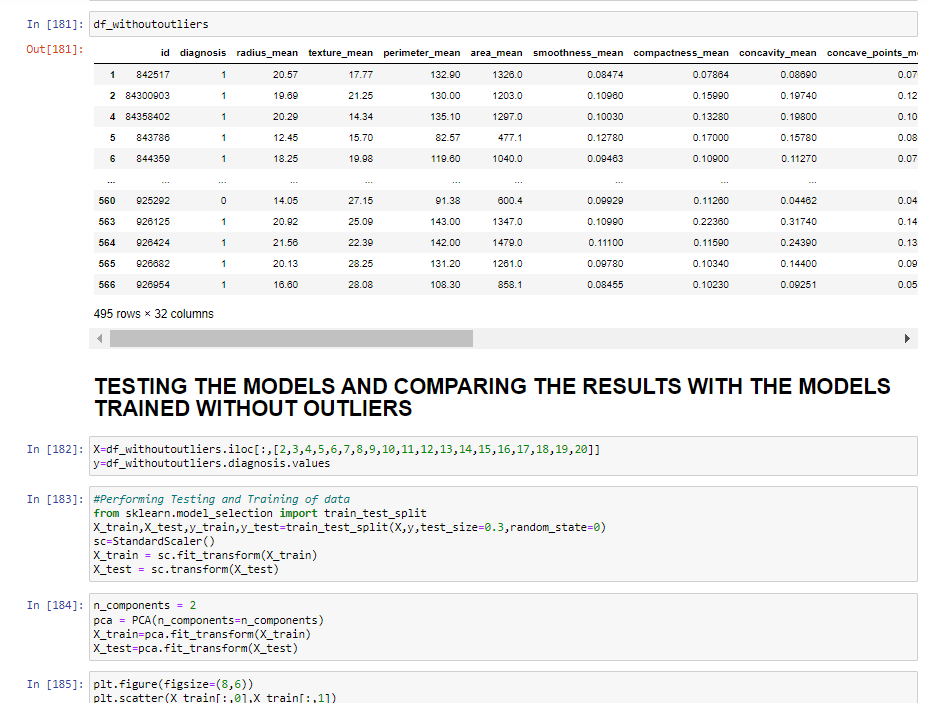 In [181]: df_withoutoutliers
Out[181]:
id diagnosis radius_mean texture_mean perimeter_mean area_mean smoothness_mean compactness_mean concavity_mean concave_points_m
1 842517 1 20.57 17.77 132.90 1326.0 0.08474 0.07864 0.08690 0.07
2 84300903 1 19.69 21.25 130.00 1203.0 0.10960 0.15990 0.19740 0.12
4 84358402 1 20.29 14.34 135.10 1297.0 0.10030 0.13280 0.19800 0.10
5 843786 1 12.45 15.70 82.57 477.1 0.12780 0.17000 0.15780 0.08
6 844359 1 18.25 19.98 119.60 1040.0 0.09463 0.10900 0.11270 0.07
... ... ... ... ... ... ... ... ... ...
560 925292 0 14.05 27.15 91.38 600.4 0.09929 0.11260 0.04462 0.04
563 926125 1 20.92 25.09 143.00 1347.0 0.10990 0.22360 0.31740 0.14
564 926424 1 21.56 22.39 142.00 1479.0 0.11100 0.11590 0.24390 0.13
565 926682 1 20.13 28.25 131.20 1261.0 0.09780 0.10340 0.14400 0.09
566 926954 1 16.60 28.08 108.30 858.1 0.08455 0.10230 0.09251 0.05
495 rows × 32 columns
TESTING THE MODELS AND COMPARING THE RESULTS WITH THE MODELS
TRAINED WITHOUT OUTLIERS
In [182]: X=df_withoutoutliers.iloc[:,[2,3,4,5,6,7,8,9,10,11,12,13,14,15,16,17,18,19,20]]
y=df_withoutoutliers.diagnosis.values
In [183]: #Performing Testing and Training of data
from sklearn.model_selection import train_test_split
X_train,X_test,y_train,y_test=train_test_split(X,y,test_size=0.3,random_state=0)
sc=StandardScaler()
X_train = sc.fit_transform(X_train)
X_test = sc.transform(X_test)
In [184]: n_components = 2
pca = PCA(n_components=n_components)
X_train=pca.fit_transform(X_train)
X_test=pca.fit_transform(X_test)
In [185]: plt.figure(figsize=(8,6))
plt.scatter(X_train[:,0],X_train[:,1])